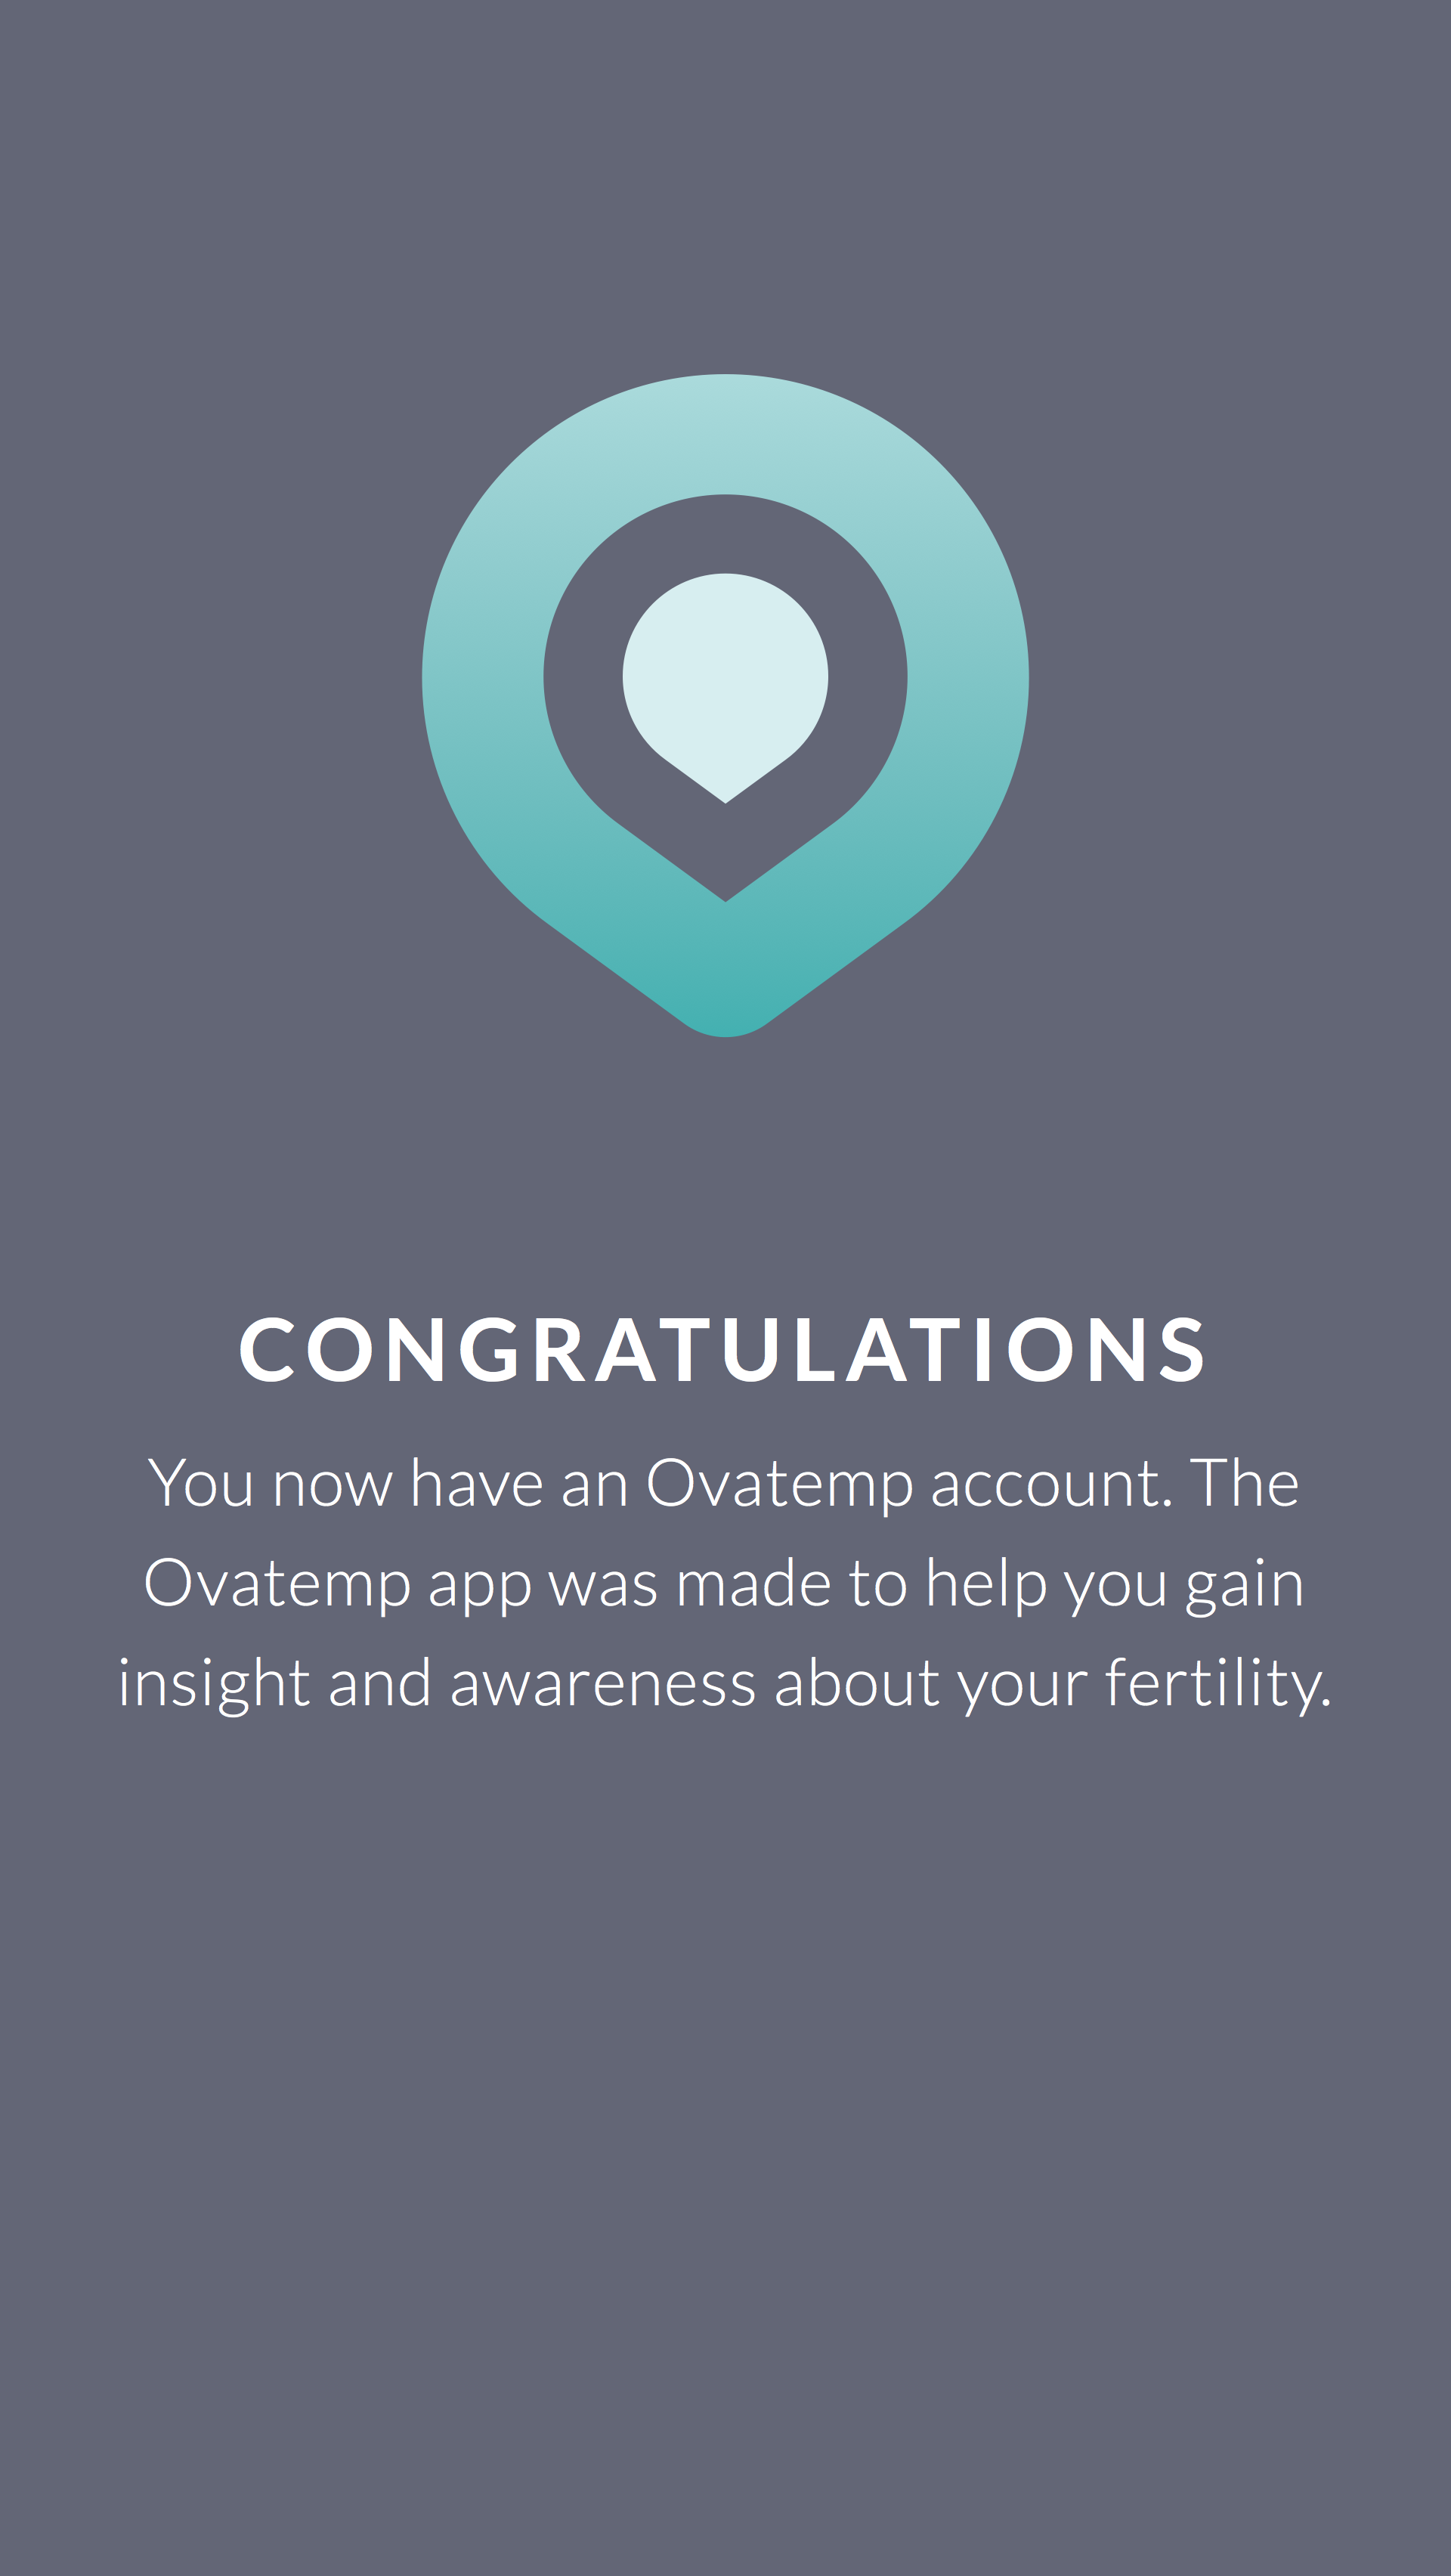 CONGRATULATIONS
You now have an Ovatemp account. The
Ovatemp app was made to help you gain
insight and awareness about your fertility.